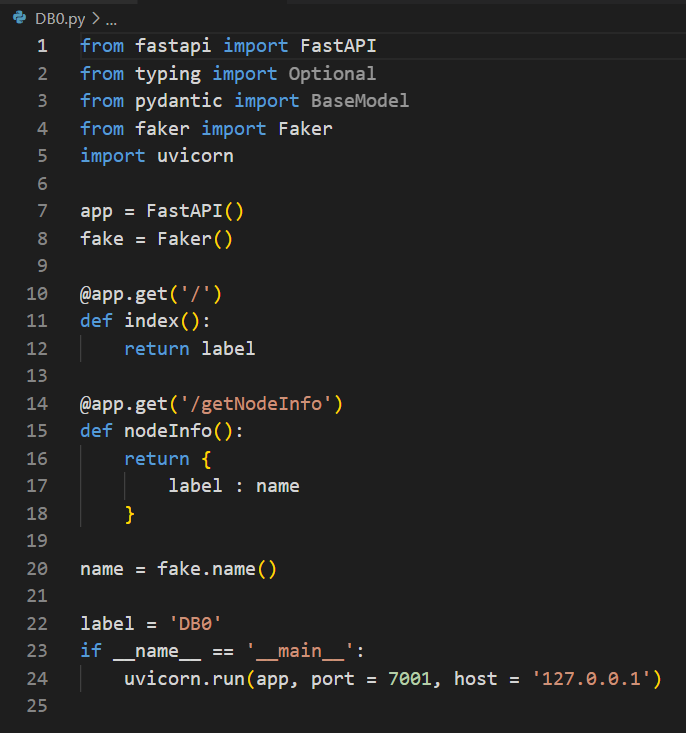 DB0.py > ...
1 from fastapi import FastAPI
2 from typing import Optional
3 from pydantic import BaseModel
4 from faker import Faker
5 import uvicorn
6
7 app = FastAPI()
8 fake = Faker()
9
10 @app.get('/')
11 def index():
12     return label
13
14 @app.get('/getNodeInfo')
15 def nodeInfo():
16     return {
17         label : name
18     }
19
20 name = fake.name()
21
22 label = 'DB0'
23 if __name__ == '__main__':
24     uvicorn.run(app, port = 7001, host = '127.0.0.1')
25